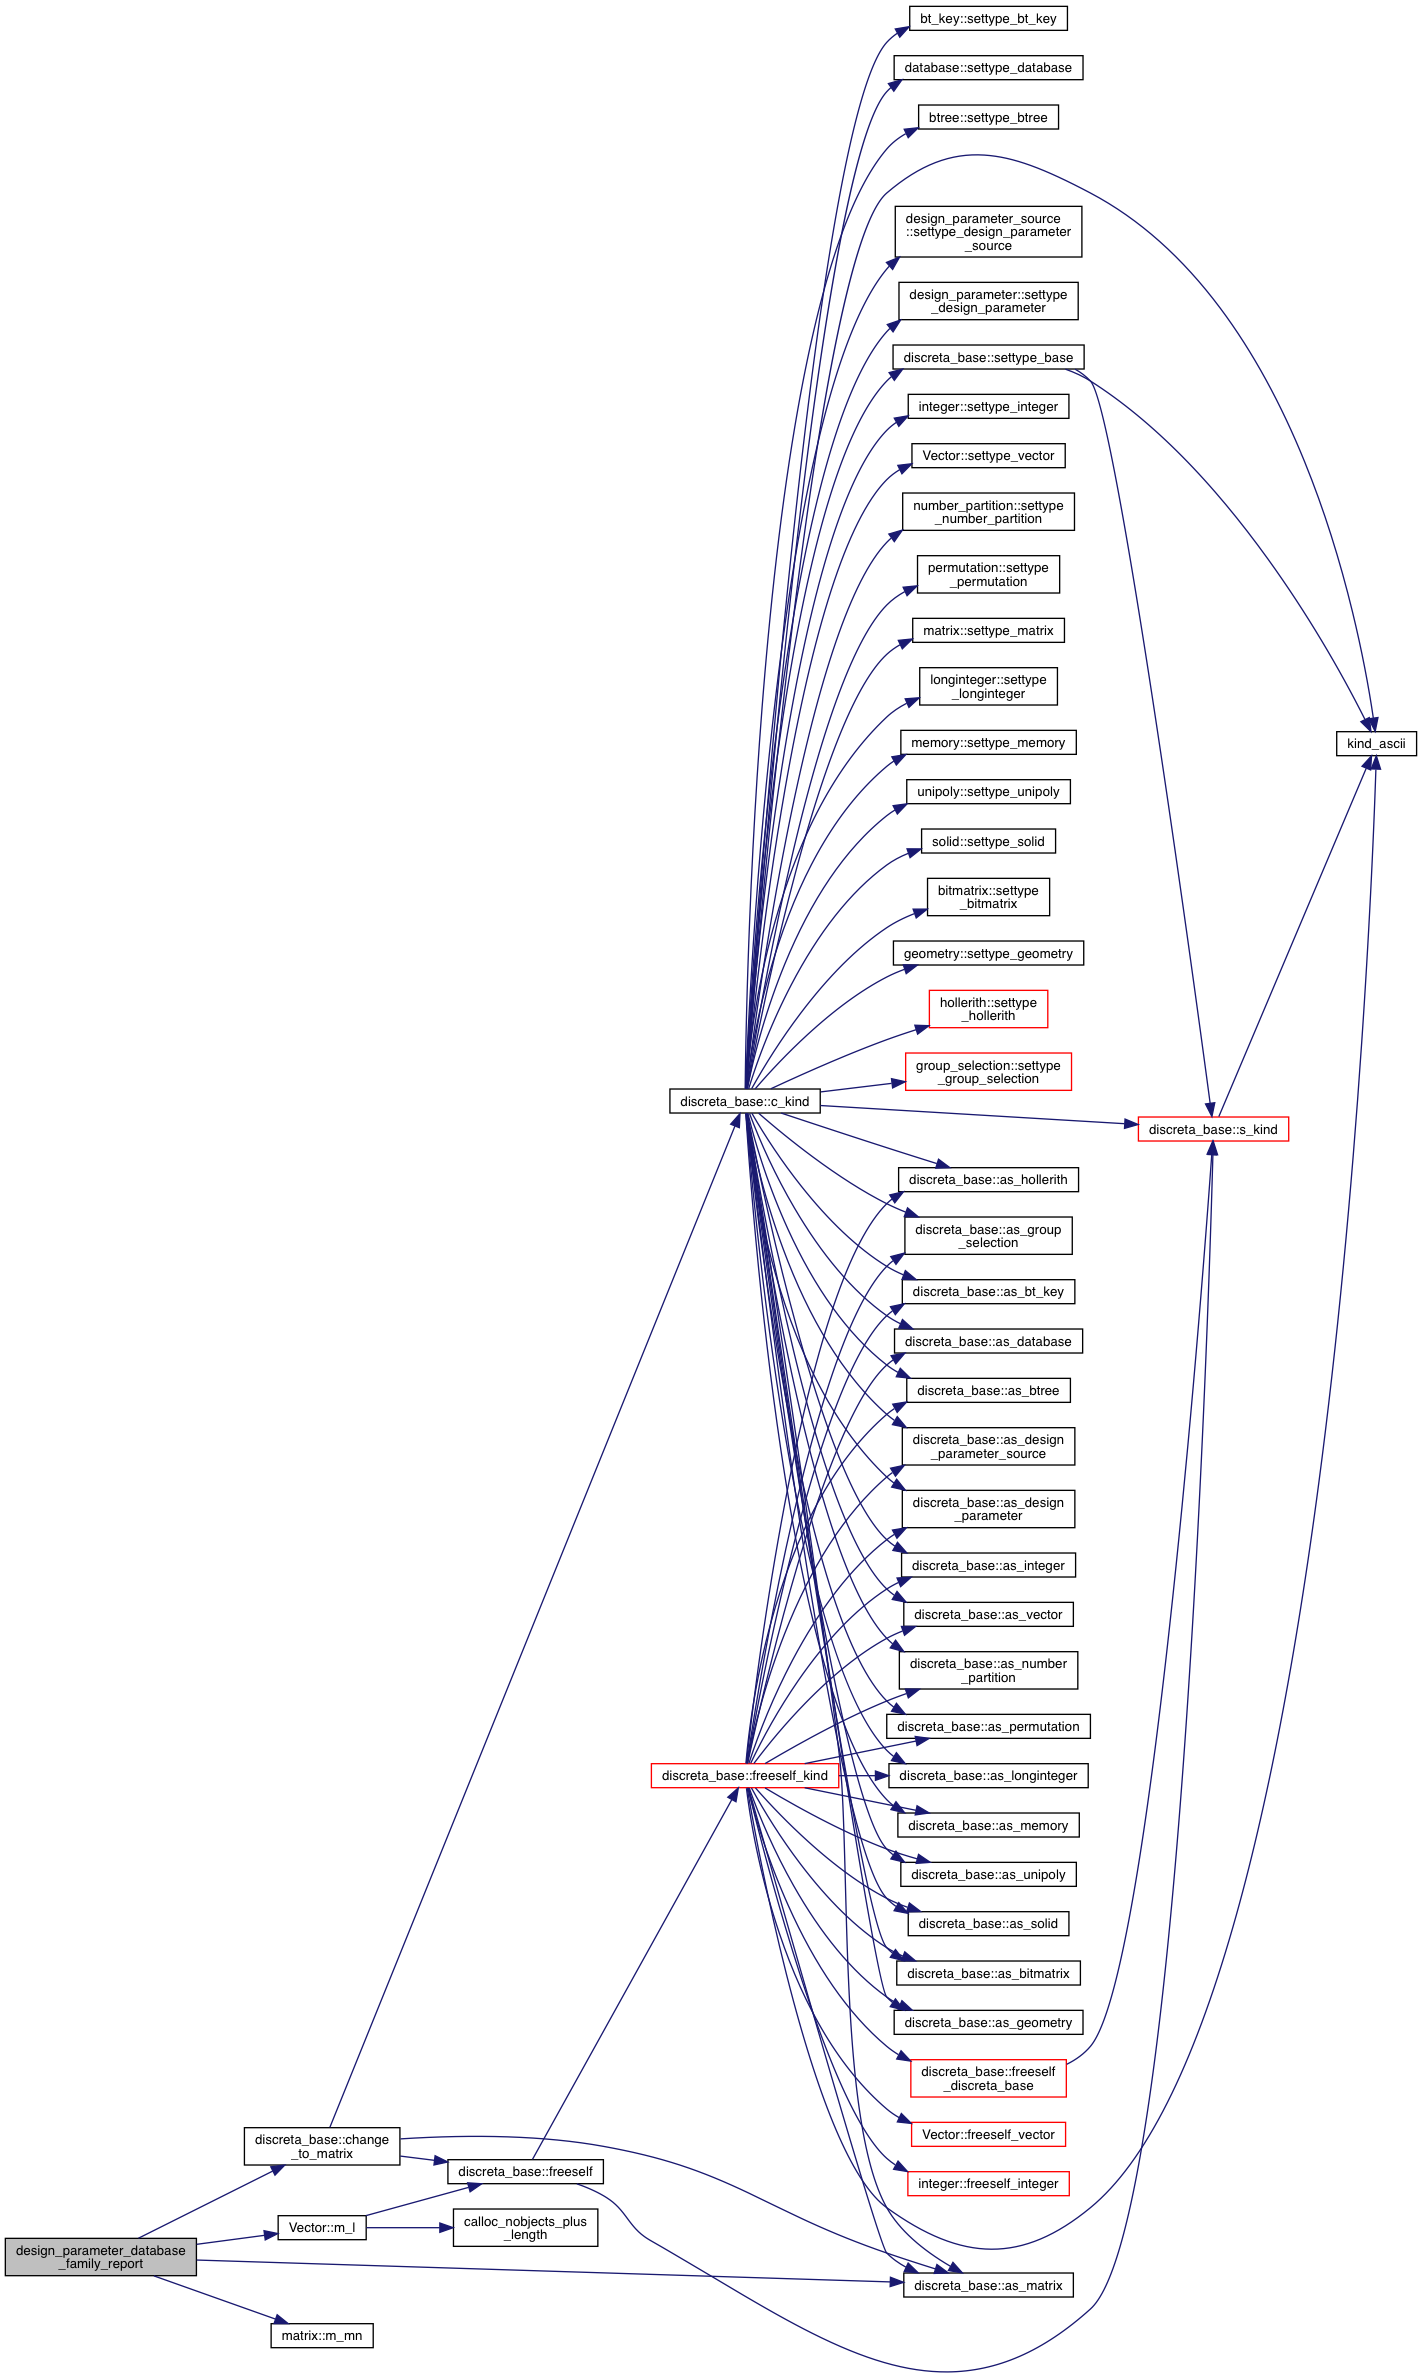 bt_key::settype_bt_key
database::settype_database
btree::settype_btree
design_parameter_source
::settype_design_parameter
_source
design_parameter::settype
_design_parameter
discreta_base::settype_base
integer::settype_integer
Vector::settype_vector
number_partition::settype
_number_partition
permutation::settype
_permutation
matrix::settype_matrix
longinteger::settype
_longinteger
kind_ascii
memory::settype_memory
unipoly::settype_unipoly
solid::settype_solid
bitmatrix::settype
_bitmatrix
geometry::settype_geometry
hollerith::settype
_hollerith
group_selection::settype
_group_selection
discreta_base::c_kind
discreta_base::s_kind
discreta_base::as_hollerith
discreta_base::as_group
_selection
discreta_base::as_bt_key
discreta_base::as_database
discreta_base::as_btree
discreta_base::as_design
_parameter_source
discreta_base::as_design
_parameter
discreta_base::as_integer
discreta_base::as_vector
discreta_base::as_number
_partition
discreta_base::as_permutation
discreta_base::freeself_kind
discreta_base::as_longinteger
discreta_base::as_memory
discreta_base::as_unipoly
discreta_base::as_solid
discreta_base::as_bitmatrix
discreta_base::as_geometry
discreta_base::freeself
_discreta_base
Vector::freeself_vector
discreta_base::change
_to_matrix
discreta_base::freeself
integer::freeself_integer
Vector::m_l
calloc_nobjects_plus
_length
design_parameter_database
_family_report
discreta_base::as_matrix
matrix::m_mn